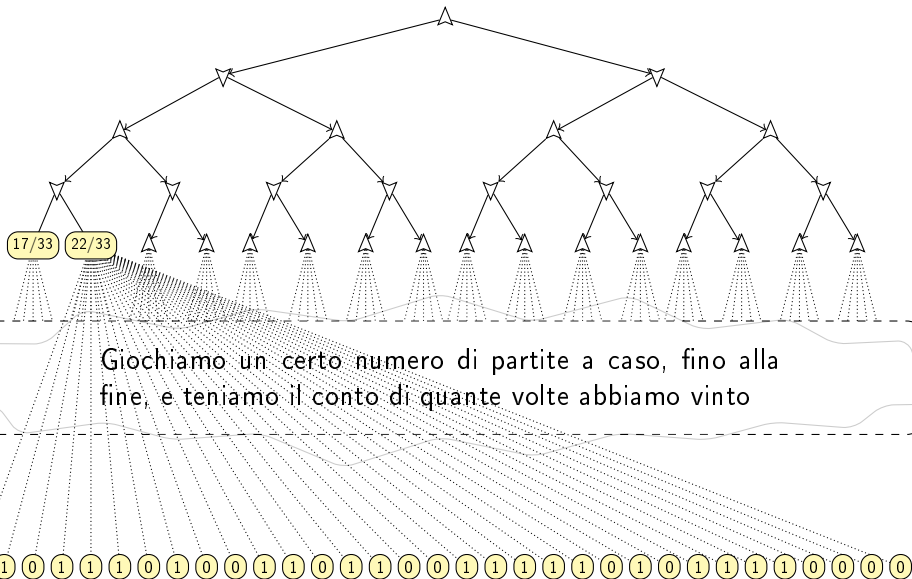 17/33 22/33
Giochiamo un certo numero di partite a caso, fino alla
fine, e teniamo il conto di quante volte abbiamo vinto
1 0 1 1 1 0 1 0 0 1 1 0 1 1 0 0 1 1 1 1 1 0 1 0 1 1 1 1 0 0 0 0